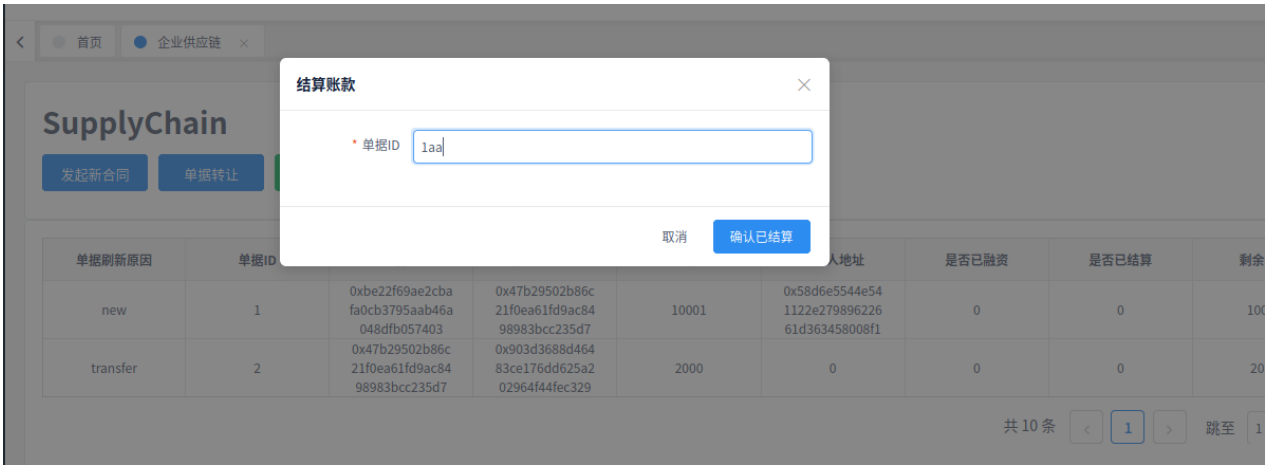 首页
企业供应链
结算账款
SupplyChain
* 单据ID
1aa
发起新合同
单据转让
取消
确认已结算
单据刷新原因
单据ID
人地址
是否已融资
是否已结算
剩余
new
1
0xbe22f69ae2cba
fa0cb3795aab46a
048dfb057403
0x47b29502b86c
21f0ea61fd9ac84
98983bcc235d7
10001
0x58d6e5544e54
1122e279896226
61d363458008f1
0
0
100
transfer
2
0x47b29502b86c
21f0ea61fd9ac84
98983bcc235d7
0x903d3688d464
83ce176dd625a2
02964f44fec329
2000
0
0
0
20
共 10 条
1
跳至
1